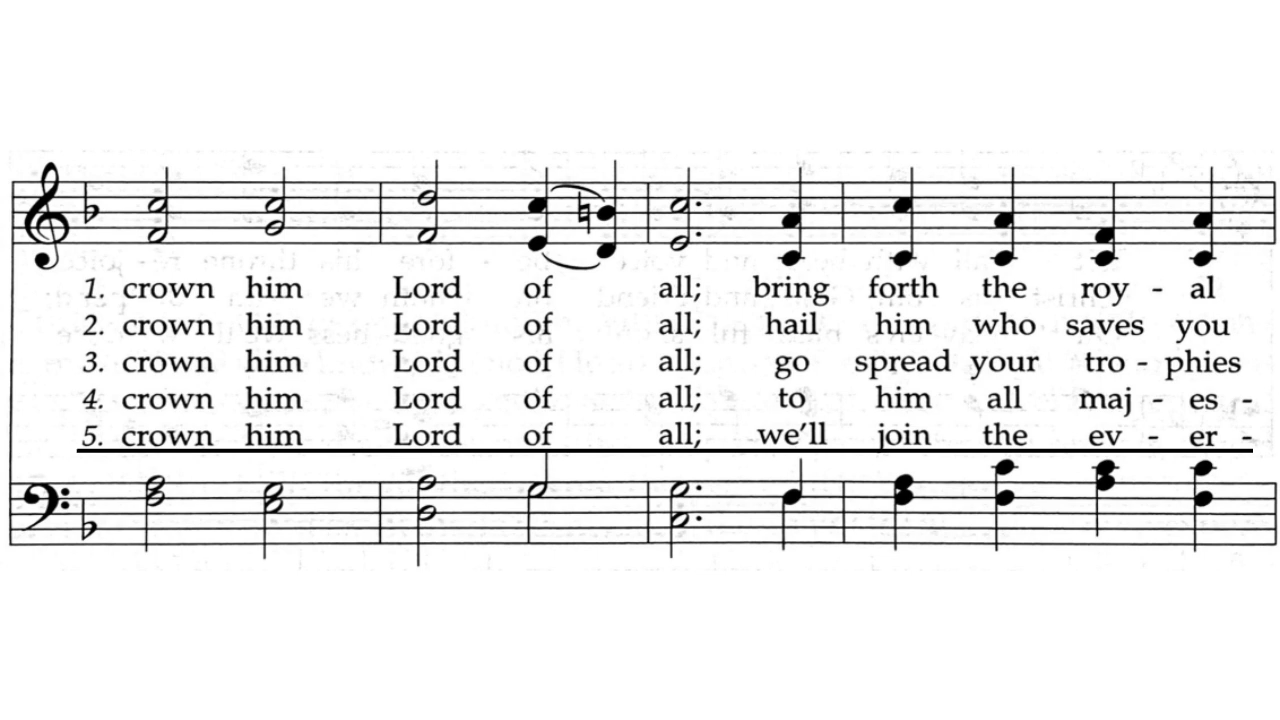 1. crown him Lord of all; bring forth the roy - al
2. crown him Lord of all; hail him who saves you
3. crown him Lord of all; go spread your tro - phies
4. crown him Lord of all; to him all maj - es -
5. crown him Lord of all; we'll join the ev - er -